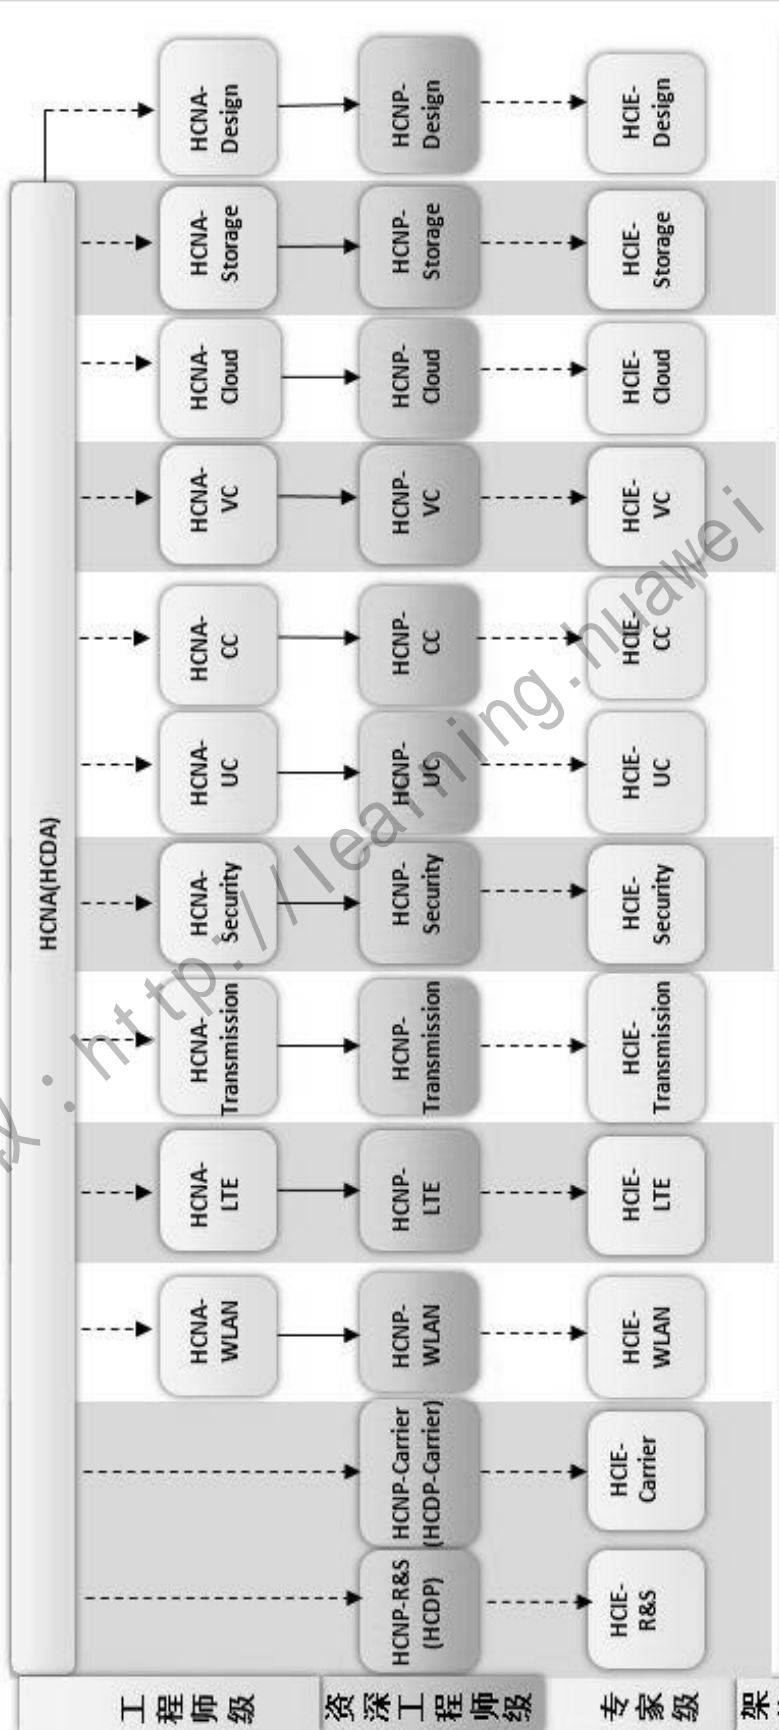 HCNA(HCDA)
工程师级
HCNA-
WLAN
HCNA-
LTE
HCNA-
Transmission
HCNA-
Security
HCNA-
UC
HCNA-
CC
HCNA-
VC
HCNA-
Cloud
HCNA-
Storage
HCNA-
Design
资深工程师级
HCNP-R&S
(HCDP)
HCNP-Carrier
(HCDP-Carrier)
HCNP-
WLAN
HCNP-
LTE
HCNP-
Transmission
HCNP-
Security
HCNP-
UC
HCNP-
CC
HCNP-
VC
HCNP-
Cloud
HCNP-
Storage
HCNP-
Design
专家级
HCIE-
R&S
HCIE-
Carrier
HCIE-
WLAN
HCIE-
LTE
HCIE-
Transmission
HCIE-
Security
HCIE-
UC
HCIE-
CC
HCIE-
VC
HCIE-
Cloud
HCIE-
Storage
HCIE-
Design
架
:http://learning.huawei